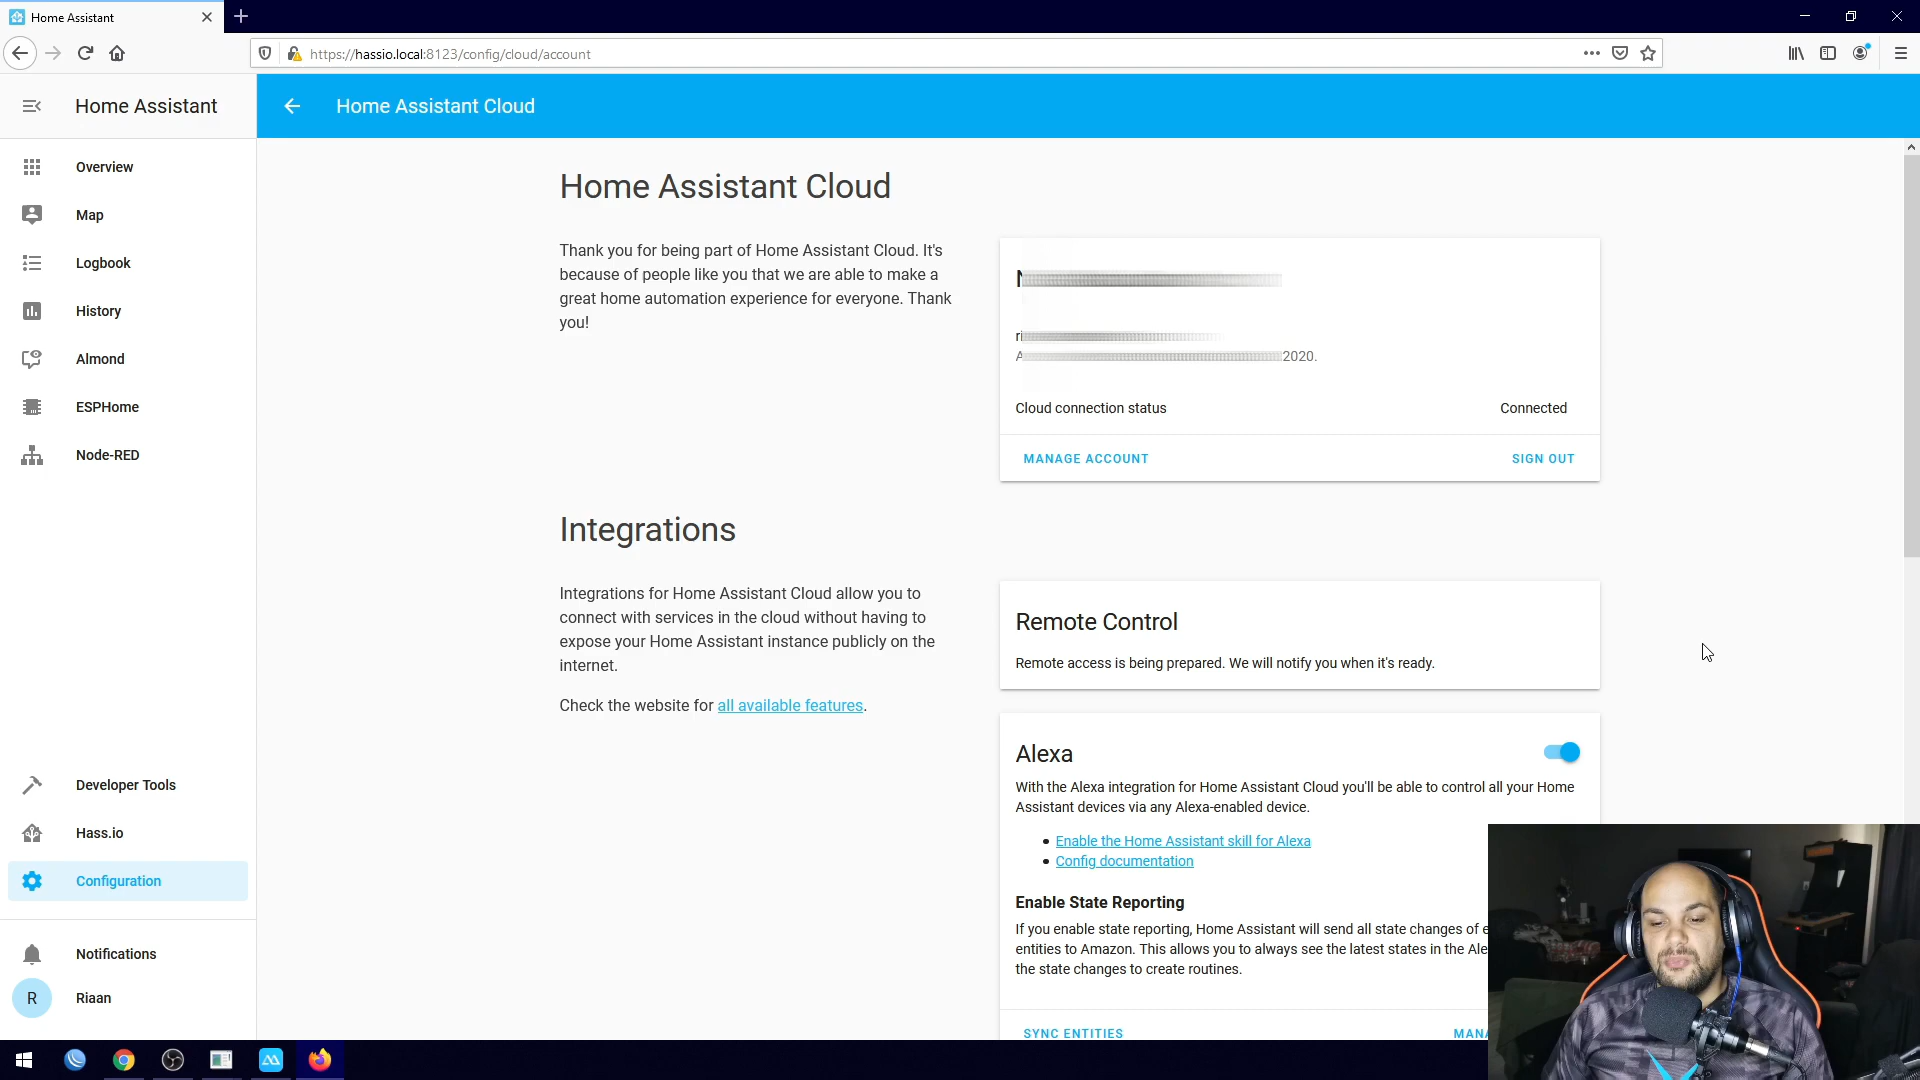 Home Assistant
https://hassio.local:8123/config/cloud/account
Home Assistant
Home Assistant Cloud
Overview
Map
Logbook
History
Almond
ESPHome
Node-RED
Developer Tools
Hass.io
Configuration
Notifications
R
Riaan
Home Assistant Cloud
Thank you for being part of Home Assistant Cloud. It's
because of people like you that we are able to make a
great home automation experience for everyone. Thank
you!
2020.
Cloud connection status Connected
MANAGE ACCOUNT SIGN OUT
Integrations
Integrations for Home Assistant Cloud allow you to
connect with services in the cloud without having to
expose your Home Assistant instance publicly on the
internet.
Check the website for all available features.
Remote Control
Remote access is being prepared. We will notify you when it's ready.
Alexa
With the Alexa integration for Home Assistant Cloud you'll be able to control all your Home
Assistant devices via any Alexa-enabled device.
Enable the Home Assistant skill for Alexa
Config documentation
Enable State Reporting
If you enable state reporting, Home Assistant will send all state changes of
entities to Amazon. This allows you to always see the latest states in the
the state changes to create routines.
SYNC ENTITIES